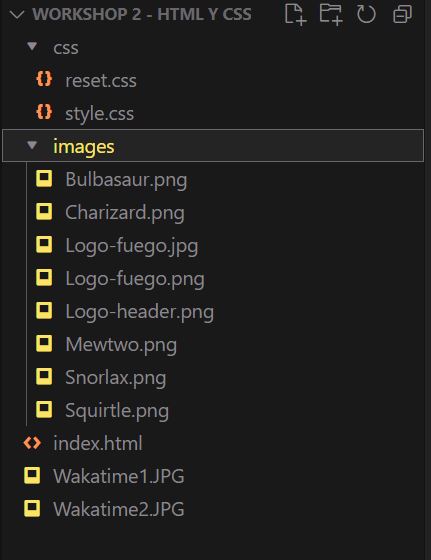 WORKSHOP 2 - HTML Y CSS
css
reset.css
style.css
images
Bulbasaur.png
Charizard.png
Logo-fuego.jpg
Logo-fuego.png
Logo-header.png
Mewtwo.png
Snorlax.png
Squirtle.png
index.html
Wakatime1.JPG
Wakatime2.JPG